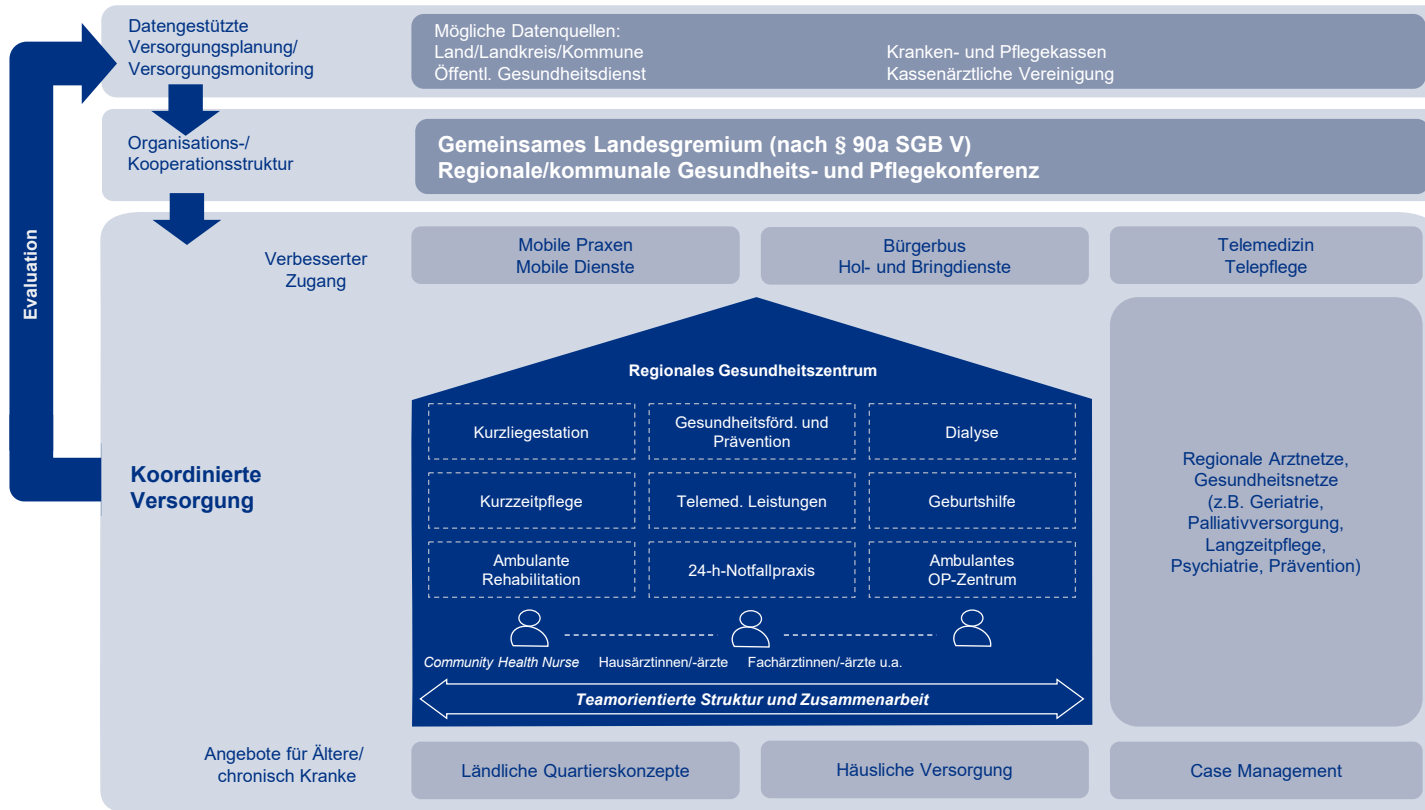 Datengestützte
Versorgungsplanung/
Versorgungsmonitoring
Mögliche Datenquellen:
Land/Landkreis/Kommune
Öffentl. Gesundheitsdienst
Kranken- und Pflegekassen
Kassenärztliche Vereinigung
Organisations-/
Kooperationsstruktur
Gemeinsames Landesgremium (nach § 90a SGB V)
Regionale/kommunale Gesundheits- und Pflegekonferenz
Evaluation
Verbesserter
Zugang
Mobile Praxen
Mobile Dienste
Bürgerbus
Hol- und Bringdienste
Telemedizin
Telepflege
Koordinierte
Versorgung
Regionales Gesundheitszentrum
Kurzliegestation
Gesundheitsförd. und
Prävention
Dialyse
Kurzzeitpflege
Telemed. Leistungen
Geburtshilfe
Ambulante
Rehabilitation
24-h-Notfallpraxis
Ambulantes
OP-Zentrum
Community Health Nurse
Hausärztinnen/-ärzte
Fachärztinnen/-ärzte u.a.
Teamorientierte Struktur und Zusammenarbeit
Regionale Arztnetze,
Gesundheitsnetze
(z.B. Geriatrie,
Palliativversorgung,
Langzeitpflege,
Psychiatrie, Prävention)
Angebote für Ältere/
chronisch Kranke
Ländliche Quartierskonzepte
Häusliche Versorgung
Case Management